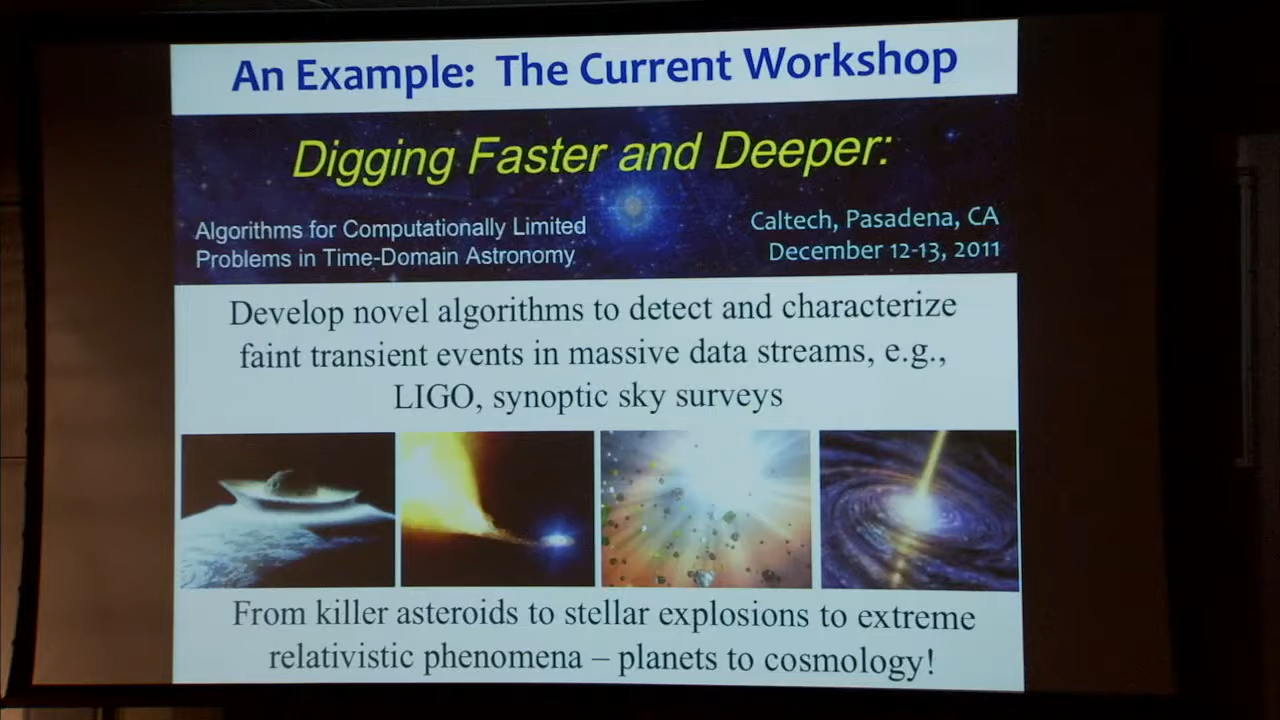 An Example: The Current Workshop
Digging Faster and Deeper:
Algorithms for Computationally Limited
Problems in Time-Domain Astronomy
Caltech, Pasadena, CA
December 12-13, 2011
Develop novel algorithms to detect and characterize
faint transient events in massive data streams, e.g.,
LIGO, synoptic sky surveys
From killer asteroids to stellar explosions to extreme
relativistic phenomena – planets to cosmology!